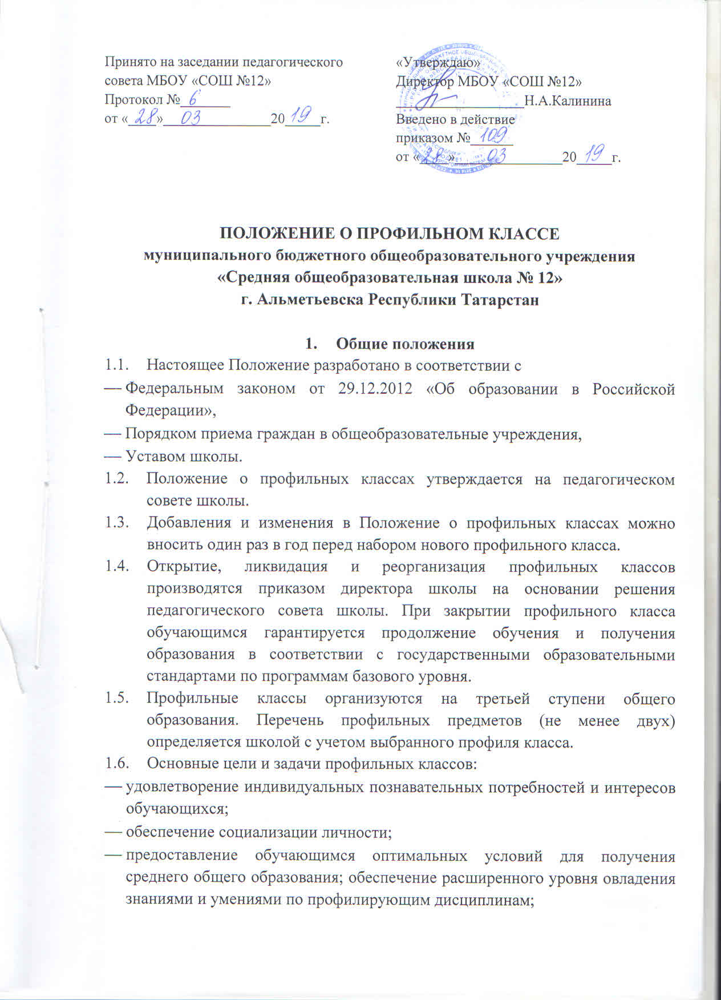 Принято на заседании педагогического
совета МБОУ «СОШ №12»
Протокол № 6
от «28» 03 2019 г.
«Утверждаю»
Директор МБОУ «СОШ №12»
Н.А.Калинина
Введено в действие
приказом № 109
от «28» 03 2019 г.
ПОЛОЖЕНИЕ О ПРОФИЛЬНОМ КЛАССЕ
муниципального бюджетного общеобразовательного учреждения
«Средняя общеобразовательная школа № 12»
г. Альметьевска Республики Татарстан
1. Общие положения
1.1. Настоящее Положение разработано в соответствии с
— Федеральным законом от 29.12.2012 «Об образовании в Российской
Федерации»,
— Порядком приема граждан в общеобразовательные учреждения,
— Уставом школы.
1.2. Положение о профильных классах утверждается на педагогическом
совете школы.
1.3. Добавления и изменения в Положение о профильных классах можно
вносить один раз в год перед набором нового профильного класса.
1.4. Открытие, ликвидация и реорганизация профильных классов
производятся приказом директора школы на основании решения
педагогического совета школы. При закрытии профильного класса
обучающимся гарантируется продолжение обучения и получения
образования в соответствии с государственными образовательными
стандартами по программам базового уровня.
1.5. Профильные классы организуются на третьей ступени общего
образования. Перечень профильных предметов (не менее двух)
определяется школой с учетом выбранного профиля класса.
1.6. Основные цели и задачи профильных классов:
— удовлетворение индивидуальных познавательных потребностей и интересов
обучающихся;
— обеспечение социализации личности;
— предоставление обучающимся оптимальных условий для получения
среднего общего образования; обеспечение расширенного уровня овладения
знаниями и умениями по профилирующим дисциплинам;